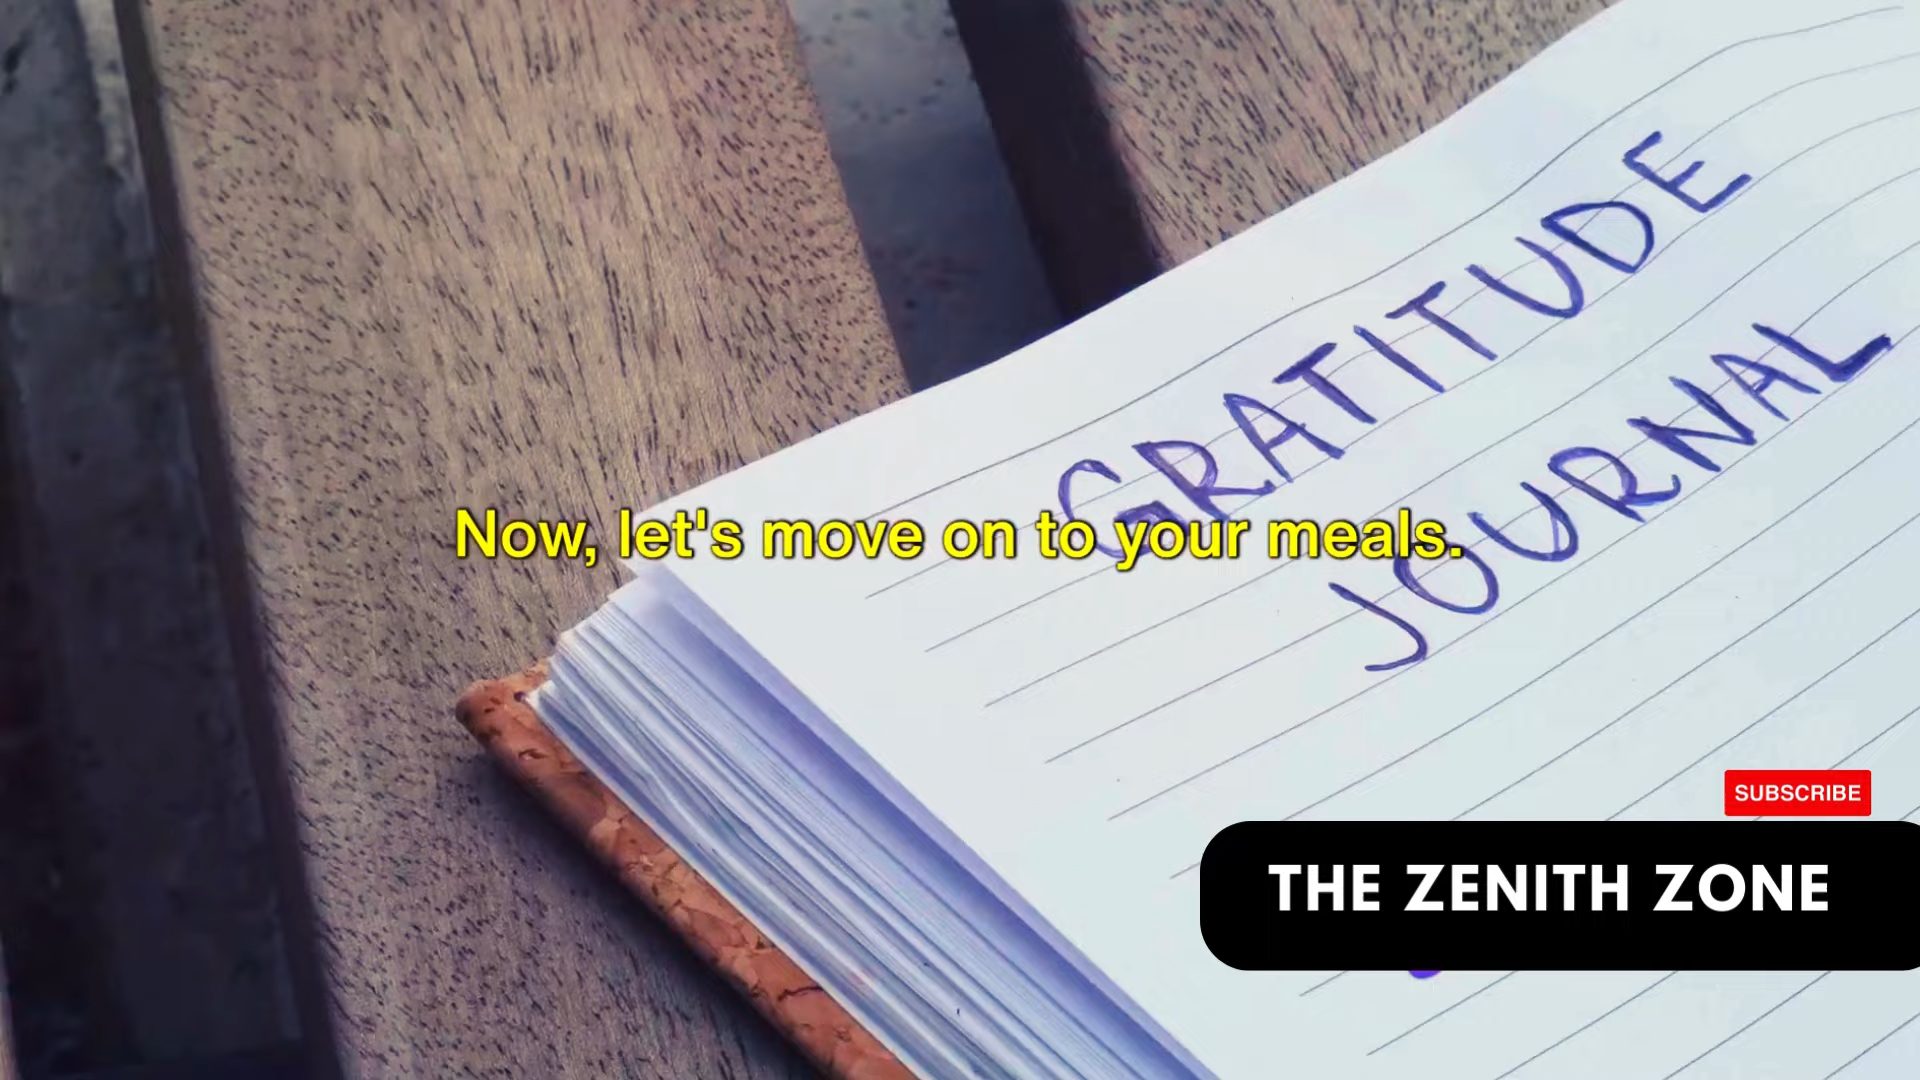 GRATITUDE
JOURNAL
Now, let's move on to your meals.
SUBSCRIBE
THE ZENITH ZONE